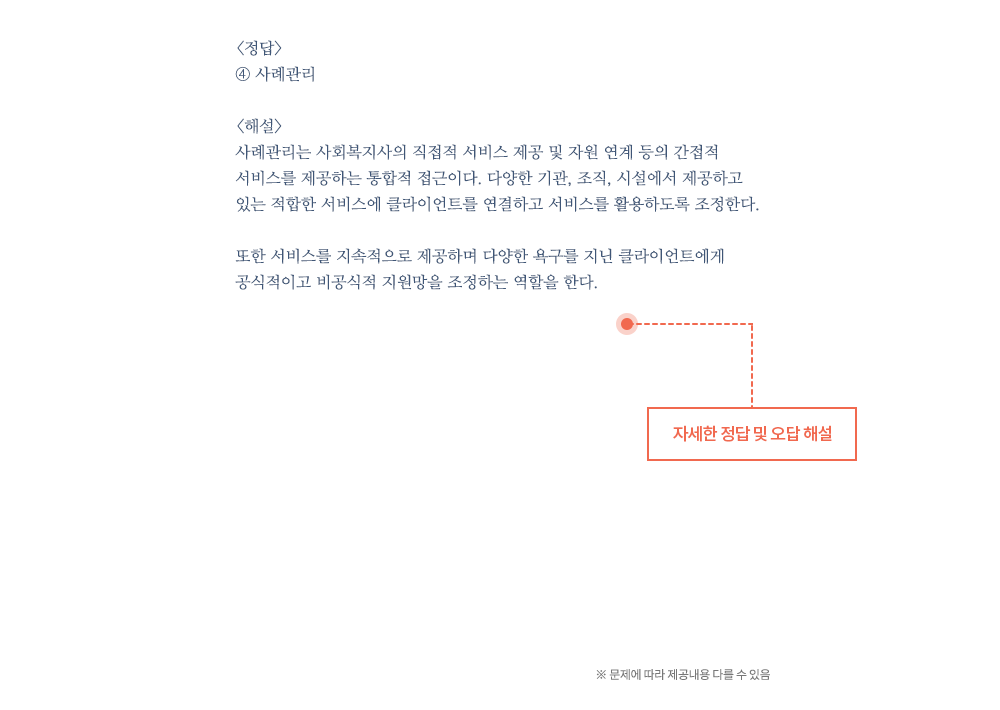 〈정답〉
④ 사례관리
〈해설〉
사례관리는 사회복지사의 직접적 서비스 제공 및 자원 연계 등의 간접적
서비스를 제공하는 통합적 접근이다. 다양한 기관, 조직, 시설에서 제공하고
있는 적합한 서비스에 클라이언트를 연결하고 서비스를 활용하도록 조정한다.
또한 서비스를 지속적으로 제공하며 다양한 욕구를 지닌 클라이언트에게
공식적이고 비공식적 지원망을 조정하는 역할을 한다.
자세한 정답 및 오답 해설
※ 문제에 따라 제공내용 다를 수 있음